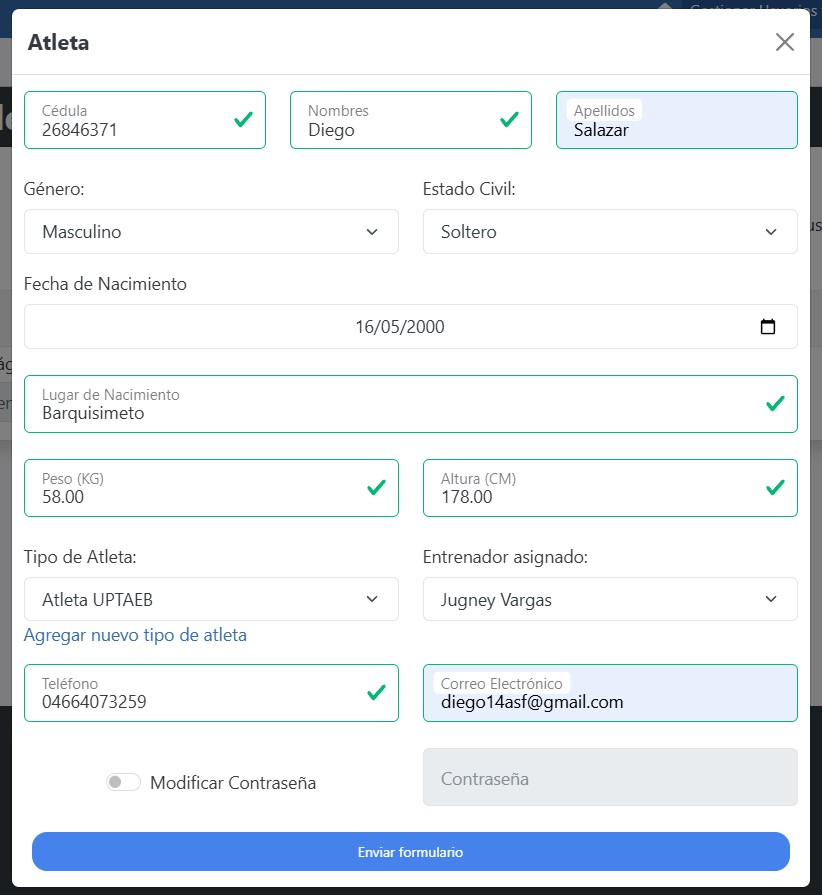 Gestionar Usuarios
Atleta
Cédula
26846371
Nombres
Diego
Apellidos
Salazar
Género:
Estado Civil:
Masculino
Soltero
Fecha de Nacimiento
16/05/2000
Lugar de Nacimiento
Barquisimeto
Peso (KG)
58.00
Altura (CM)
178.00
Tipo de Atleta:
Entrenador asignado:
Atleta UPTAEB
Jugney Vargas
Agregar nuevo tipo de atleta
Teléfono
04664073259
Correo Electrónico
diego14asf@gmail.com
Modificar Contraseña
Contraseña
Enviar formulario